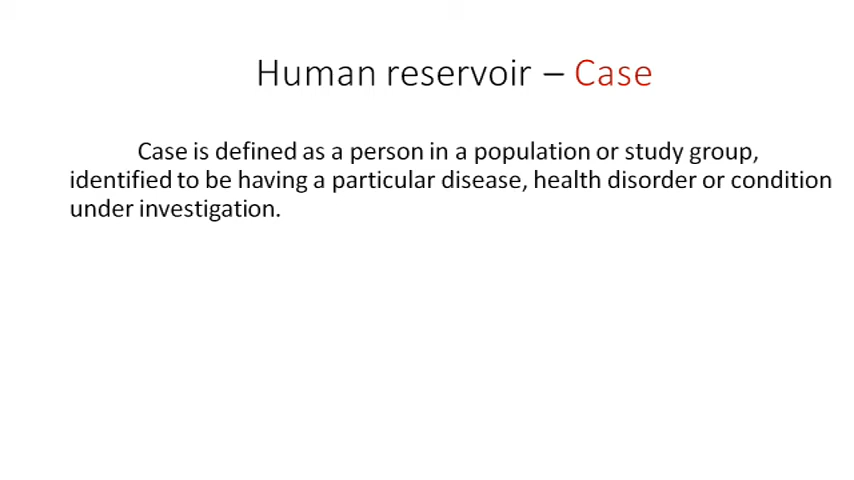 Human reservoir – Case
Case is defined as a person in a population or study group,
identified to be having a particular disease, health disorder or condition
under investigation.